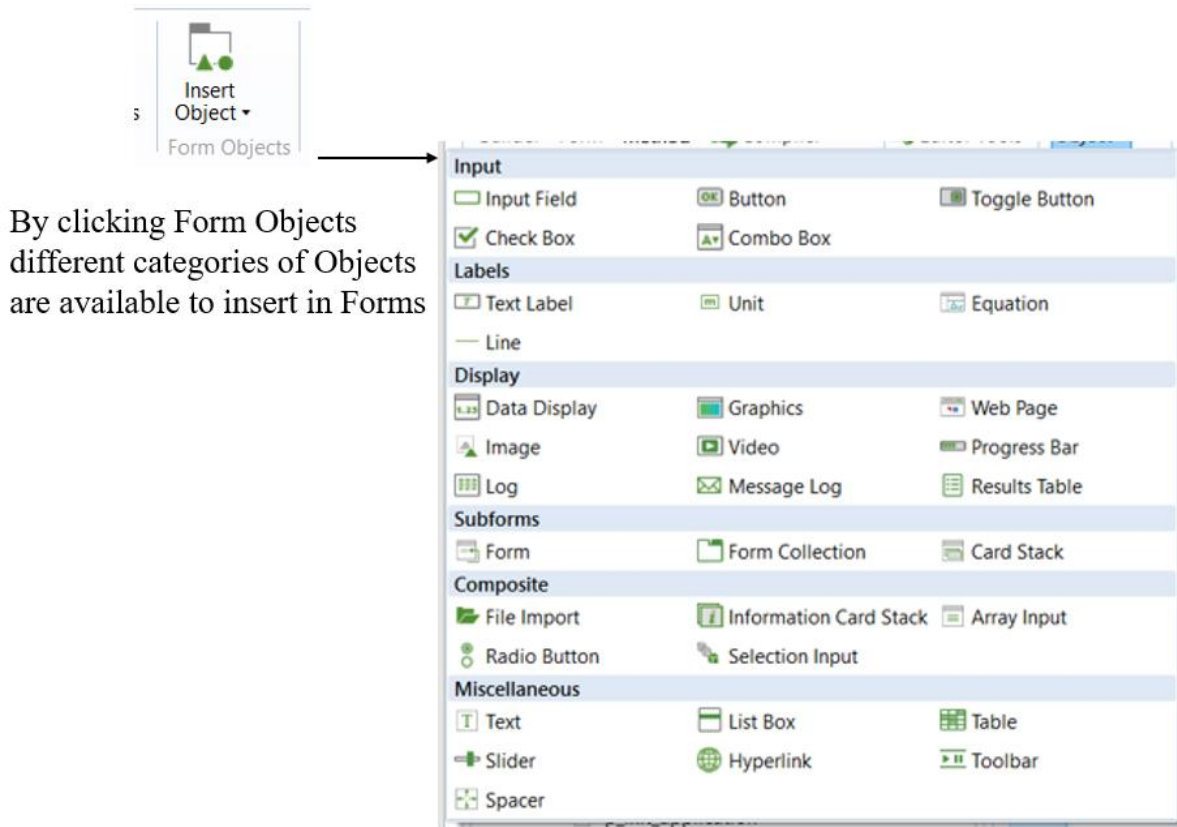 Insert
Object
s
Form Objects
By clicking Form Objects
different categories of Objects
are available to insert in Forms
Input
Input Field Button Toggle Button
Check Box Combo Box
Labels
Text Label Unit Equation
Line
Display
Data Display Graphics Web Page
Image Video Progress Bar
Log Message Log Results Table
Subforms
Form Form Collection Card Stack
Composite
File Import Information Card Stack Array Input
Radio Button Selection Input
Miscellaneous
Text List Box Table
Slider Hyperlink Toolbar
Spacer